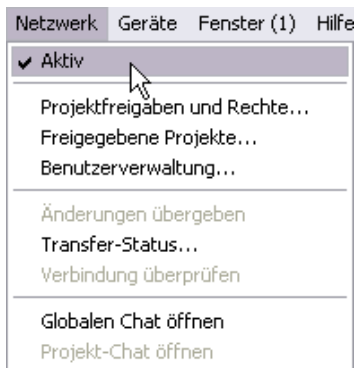 Netzwerk Geräte Fenster (1) Hilfe
Aktiv
Projektfreigaben und Rechte...
Freigegebene Projekte...
Benutzerverwaltung...
Änderungen übergeben
Transfer-Status...
Verbindung überprüfen
Globalen Chat öffnen
Projekt-Chat öffnen